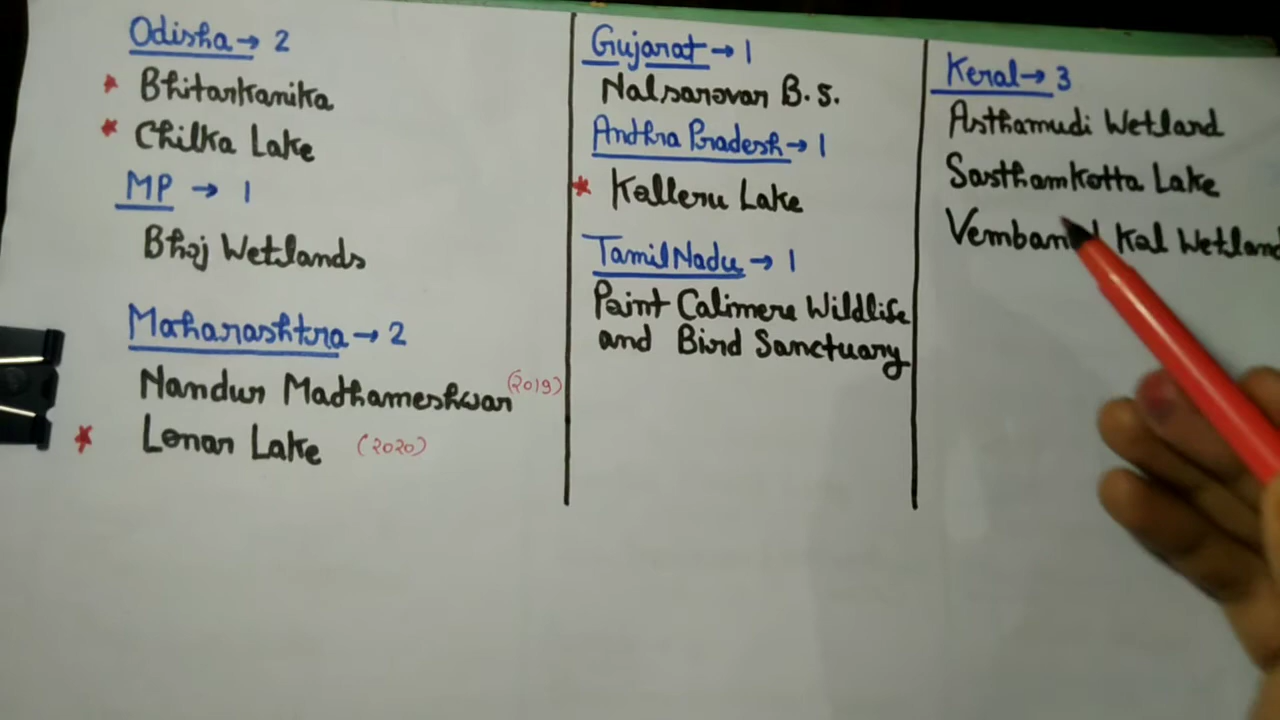 Odisha → 2
* Bhitarkanika
* Chilka Lake
MP → 1
Bhoj Wetlands
Maharashtra → 2
Nandur Madhameshwar (2019)
* Lonar Lake (2020)
Gujarat → 1
Nalsarovar B.S.
Andhra Pradesh → 1
* Kalleru Lake
Tamil Nadu → 1
Point Calimere Wildlife
and Bird Sanctuary
Keral → 3
Asthamudi Wetland
Sasthamkotta Lake
Kol Wetland